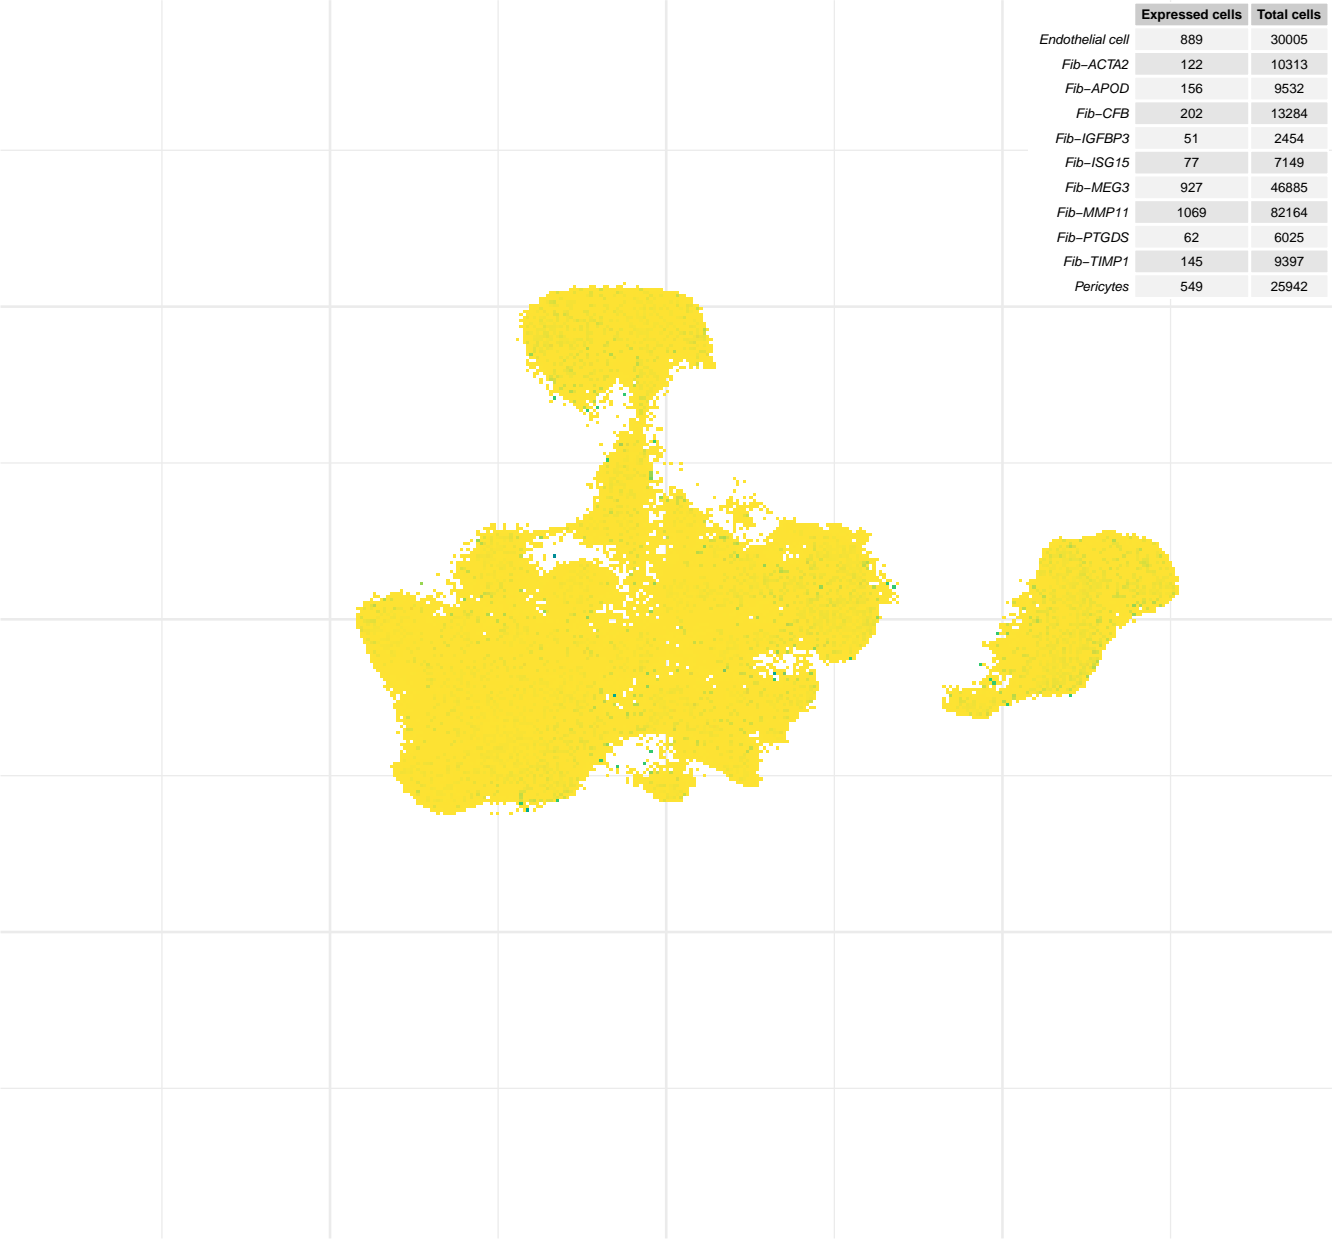 Expressed cells Total cells
Endothelial cell 889 30005
Fib−ACTA2 122 10313
Fib−APOD 156 9532
Fib−CFB 202 13284
Fib−IGFBP3 51 2454
Fib−ISG15 77 7149
Fib−MEG3 927 46885
Fib−MMP11 1069 82164
Fib−PTGDS 62 6025
Fib−TIMP1 145 9397
Pericytes 549 25942